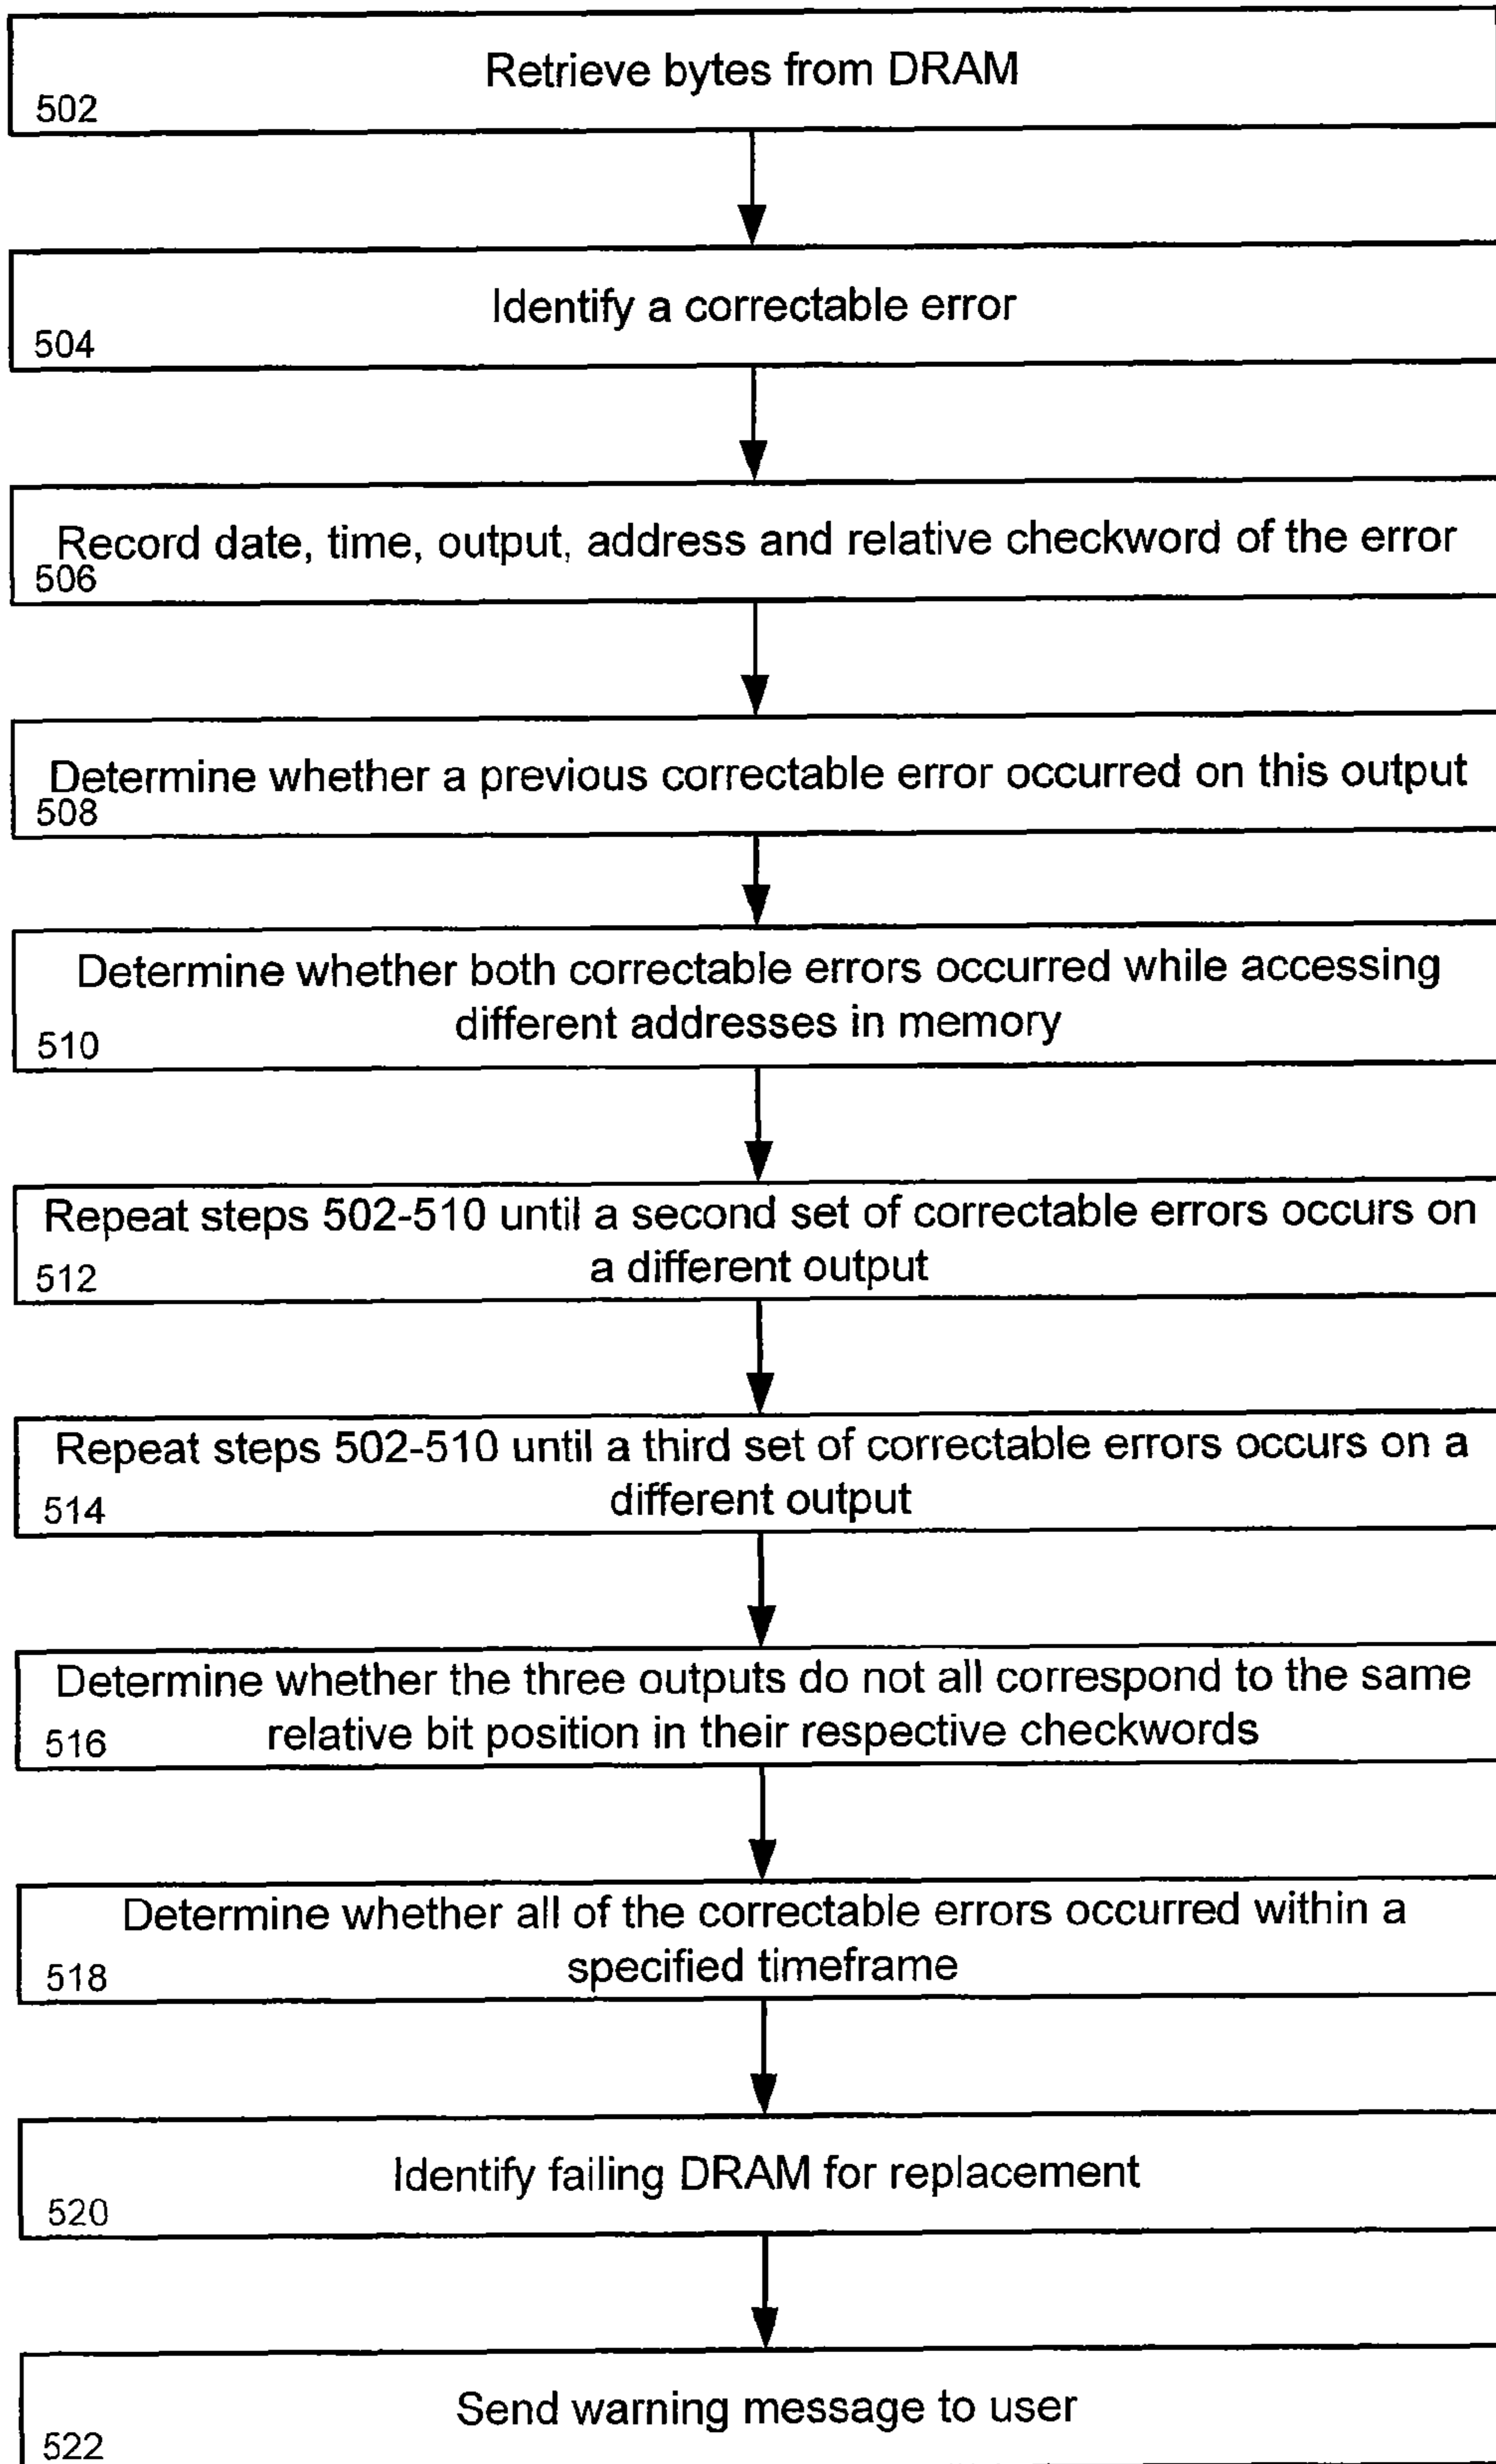 Retrieve bytes from DRAM
502
Identify a correctable error
504
Record date, time, output, address and relative checkword of the error
506
Determine whether a previous correctable error occurred on this output
508
Determine whether both correctable errors occurred while accessing
different addresses in memory
510
Repeat steps 502-510 until a second set of correctable errors occurs on
a different output
512
Repeat steps 502-510 until a third set of correctable errors occurs on a
different output
514
Determine whether the three outputs do not all correspond to the same
relative bit position in their respective checkwords
516
Determine whether all of the correctable errors occurred within a
specified timeframe
518
Identify failing DRAM for replacement
520
Send warning message to user
522